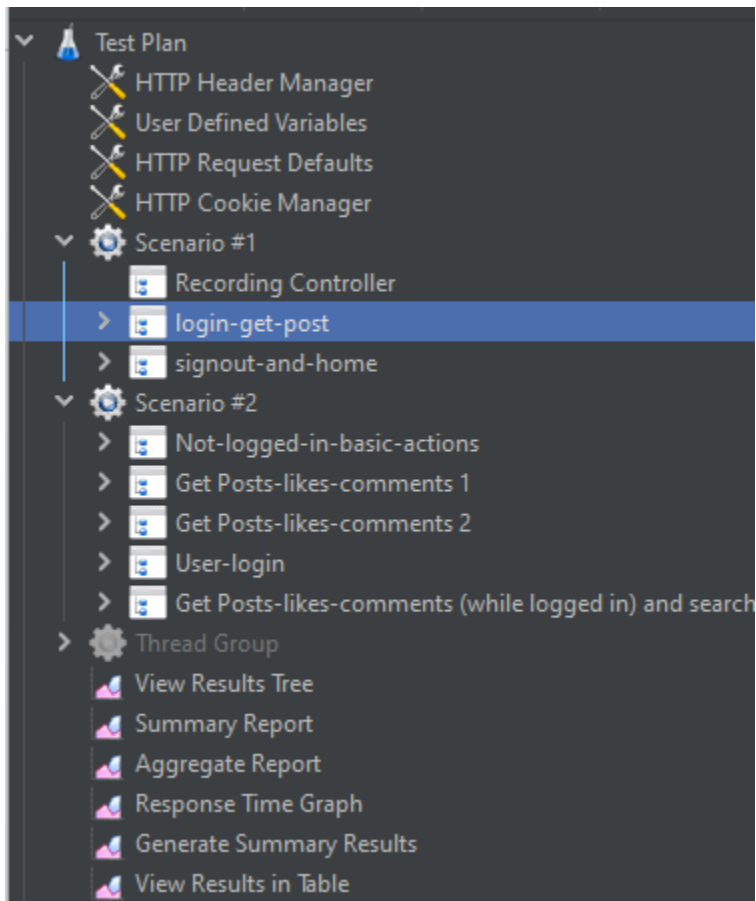 Test Plan
HTTP Header Manager
User Defined Variables
HTTP Request Defaults
HTTP Cookie Manager
Scenario #1
Recording Controller
login-get-post
signout-and-home
Scenario #2
Not-logged-in-basic-actions
Get Posts-likes-comments 1
Get Posts-likes-comments 2
User-login
Get Posts-likes-comments (while logged in) and search
Thread Group
View Results Tree
Summary Report
Aggregate Report
Response Time Graph
Generate Summary Results
View Results in Table